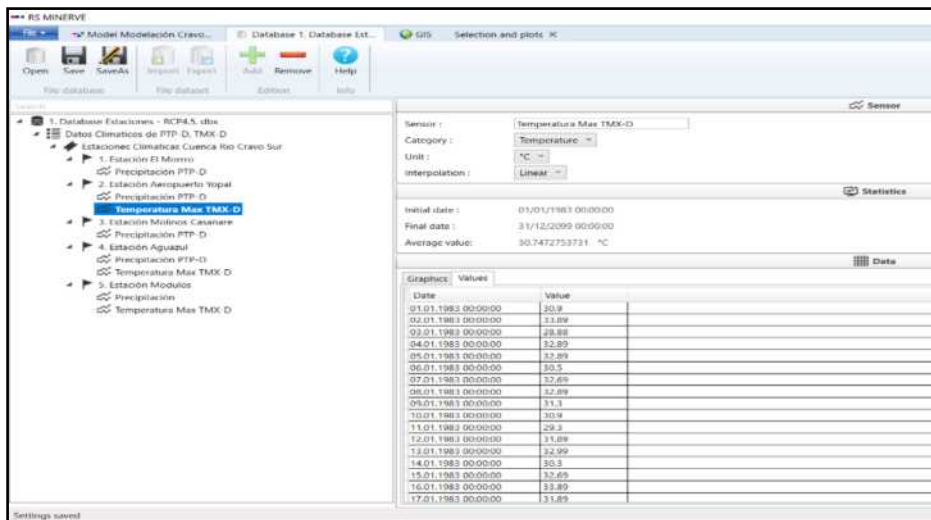 RS MINERVE
File
Model Modelación Cravo...
Database 1. Database Est...
GIS
Selection and plots
Open
Save
SaveAs
Import
Export
Add
Remove
Help
File database
File dataset
Edition
Info
Search
Sensor
1. Database Estaciones - RCP4.5. dbx
Datos Climaticos de PTP-D, TMX-D
Estaciones Climaticas Cuenca Rio Cravo Sur
1. Estación El Morro
Precipitación PTP-D
2. Estación Aeropuerto Yopal
Precipitación PTP-D
Temperatura Max TMX-D
3. Estación Molinos Casanare
Precipitación PTP-D
4. Estación Aguazul
Precipitación PTP-D
Temperatura Max TMX-D
5. Estación Modulos
Precipitación
Temperatura Max TMX-D
Sensor :
Temperatura Max TMX-D
Category :
Temperature
Unit :
°C
Interpolation :
Linear
Statistics
Initial date :
01/01/1983 00:00:00
Final date :
31/12/2099 00:00:00
Average value:
30.7472753731 °C
Data
Graphics
Values
Date Value
01.01.1983 00:00:00 30.9
02.01.1983 00:00:00 33.89
03.01.1983 00:00:00 28.88
04.01.1983 00:00:00 32.89
05.01.1983 00:00:00 32.89
06.01.1983 00:00:00 30.5
07.01.1983 00:00:00 32.69
08.01.1983 00:00:00 32.89
09.01.1983 00:00:00 31.3
10.01.1983 00:00:00 30.9
11.01.1983 00:00:00 29.3
12.01.1983 00:00:00 31.89
13.01.1983 00:00:00 32.99
14.01.1983 00:00:00 30.3
15.01.1983 00:00:00 32.69
16.01.1983 00:00:00 33.89
17.01.1983 00:00:00 31.89
Settings saved